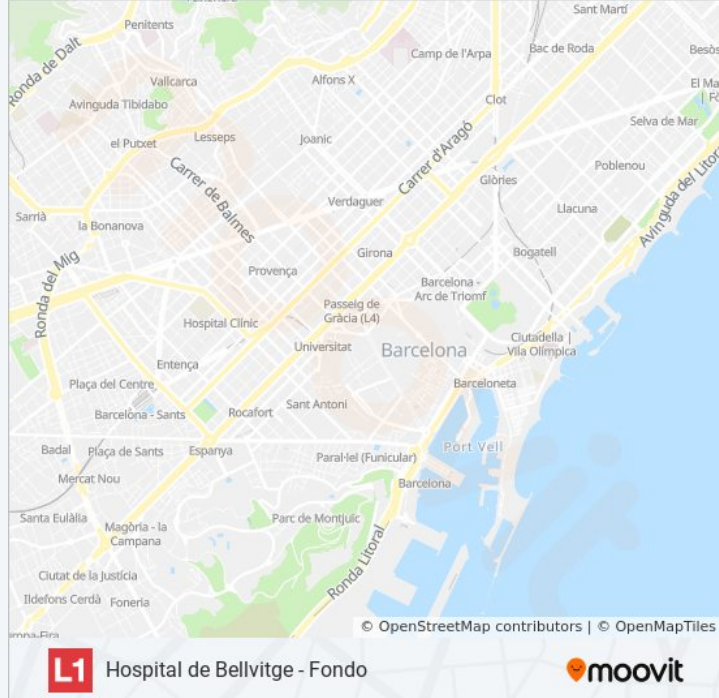 Sant Martí
Penitents
Ronda de Dalt
Camp de l'Arpa
Bac de Roda
Besòs
Vallcarca
Alfons X
El Ma
| Fò
Avinguda Tibidabo
Clot
Selva de Mar
el Putxet
Lesseps
Joanic
Carrer d'Aragó
Poblenou
Carrer de Balmes
Glòries
Avinguda del Litora
Sarrià
Verdaguer
Llacuna
la Bonanova
Girona
Bogatell
Ronda del Mig
Provença
Barcelona -
Arc de Triomf
Passeig de
Gràcia (L4)
Hospital Clínic
Universitat
Barcelona
Ciutadella |
Vila Olímpica
Entença
Plaça del Centre
Barceloneta
Barcelona - Sants
Rocafort
Sant Antoni
Badal
Plaça de Sants
Espanya
Paral·lel (Funicular)
Port Vell
Mercat Nou
Barcelona
Santa Eulàlia
Magòria - la
Campana
Parc de Montjuïc
Ronda Litoral
Ciutat de la Justícia
Ildefons Cerdà
Foneria
© OpenStreetMap contributors | © OpenMapTiles
L1 Hospital de Bellvitge - Fondo
moovit